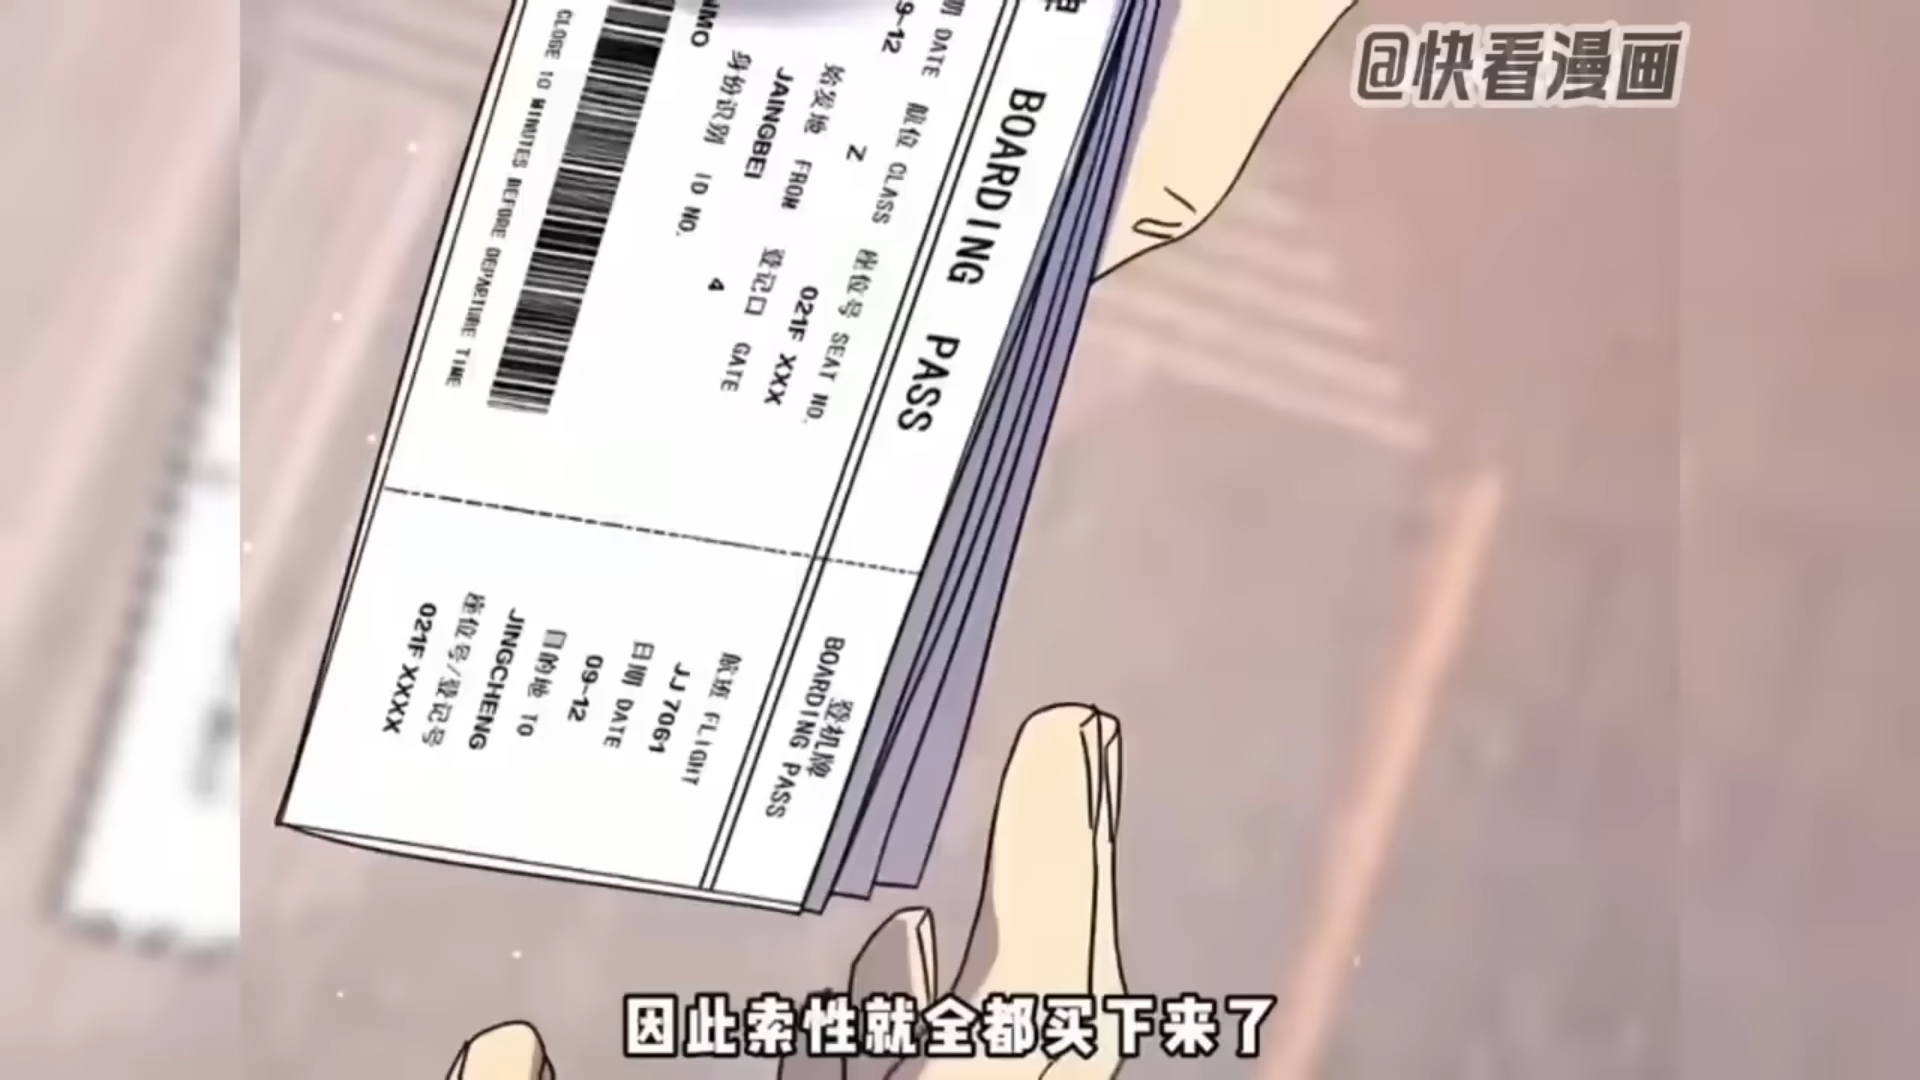 @快看漫画
BOARDING PASS
DATE 舱位 CLASS 座位号 SEAT NO.
9-12 Z 021F XXX
始发地 FROM 登记口 GATE
JAINGBEI 4
身份识别 ID NO.
NMO
CLOSE 10 MINUTES BEFORE DEPARTURE TIME
登机牌
BOARDING PASS
航班 FLIGHT
JJ7061
日期 DATE
09-12
目的地 TO
JINGCHENG
座位号/登记号
021FXXXX
因此索性就全都买下来了